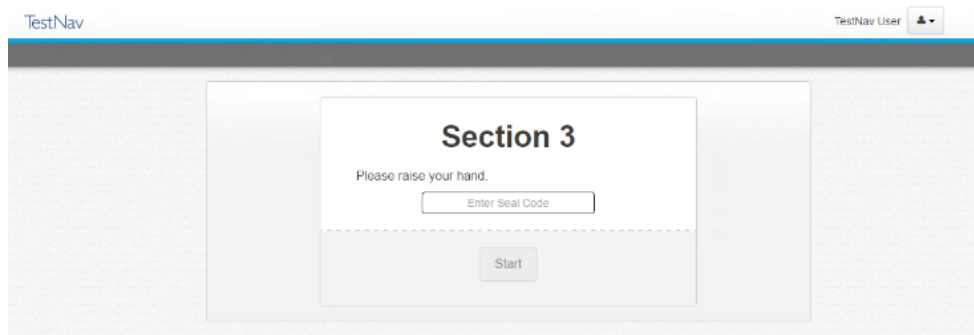 TestNav
TestNav User
Section 3
Please raise your hand.
Enter Seal Code
Start